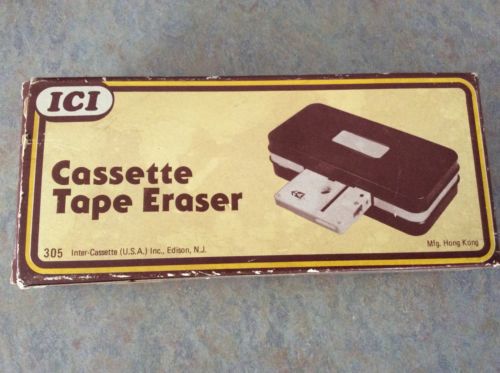 ICI
Cassette
Tape Eraser
305 Inter-Cassette (U.S.A.) Inc., Edison, N.J.
Mfg. Hong Kong